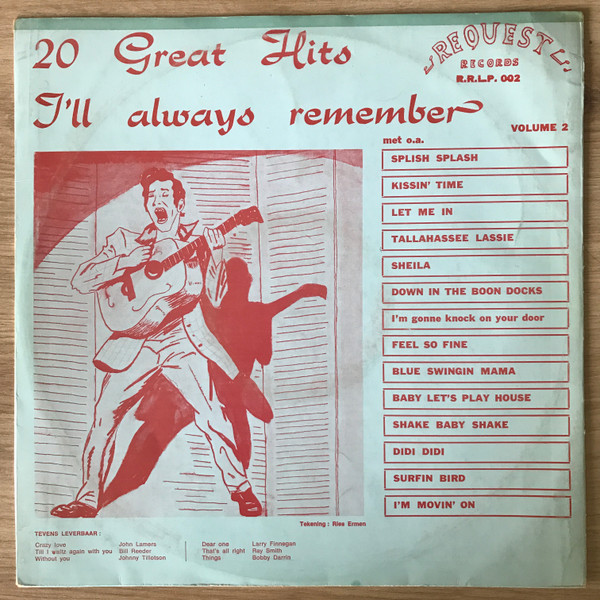 20 Great Hits
I'll always remember
REQUEST
RECORDS
R.R.L.P. 002
VOLUME 2
met o.a.
SPLISH SPLASH
KISSIN' TIME
LET ME IN
TALLAHASSEE LASSIE
SHEILA
DOWN IN THE BOON DOCKS
I'm gonne knock on your door
FEEL SO FINE
BLUE SWINGIN MAMA
BABY LET'S PLAY HOUSE
SHAKE BABY SHAKE
DIDI DIDI
SURFIN BIRD
I'M MOVIN' ON
Tekening : Ries Ermen
TEVENS LEVERBAAR :
Crazy love John Lamers
Till I waltz again with you Bill Reeder
Without you Johnny Tillotson
Dear one Larry Finnegan
That's all right Ray Smith
Things Bobby Darrin